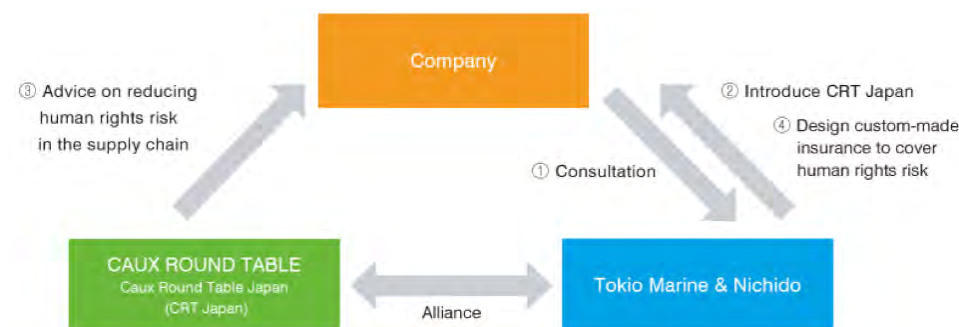 Company
③ Advice on reducing
human rights risk
in the supply chain
② Introduce CRT Japan
④ Design custom-made
insurance to cover
human rights risk
① Consultation
CAUX ROUND TABLE
Caux Round Table Japan
(CRT Japan)
Alliance
Tokio Marine & Nichido